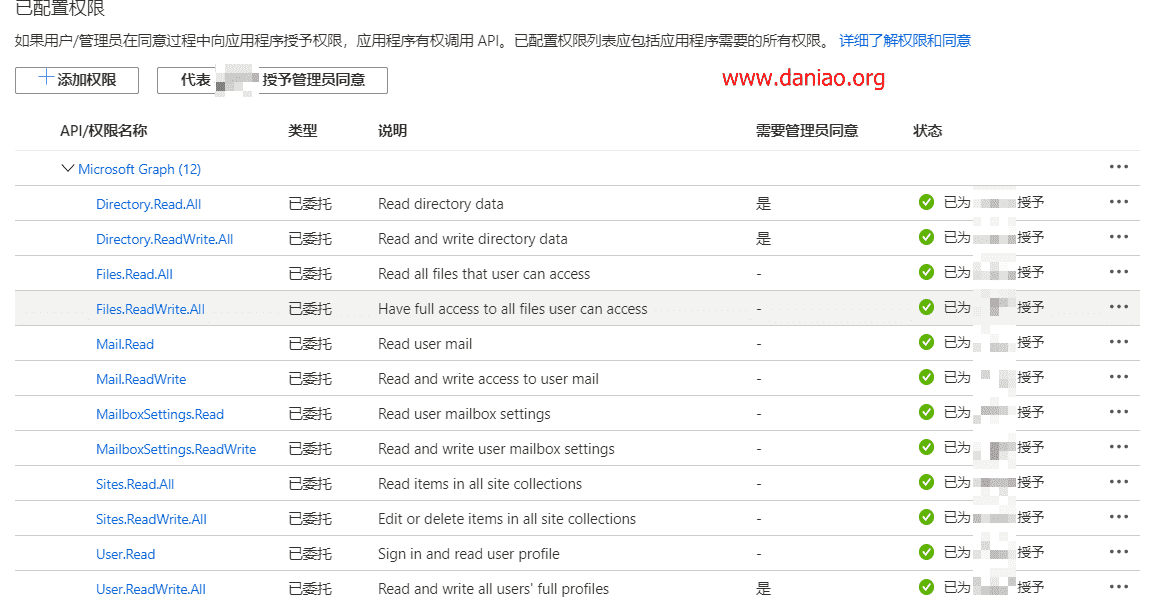 已配置权限
如果用户/管理员在同意过程中向应用程序授予权限，应用程序有权调用 API。已配置权限列表应包括应用程序需要的所有权限。 详细了解权限和同意
添加权限 代表 授予管理员同意 www.daniao.org
API/权限名称 类型 说明 需要管理员同意 状态
Microsoft Graph (12) ...
Directory.Read.All 已委托 Read directory data 是 已为 授予 ...
Directory.ReadWrite.All 已委托 Read and write directory data 是 已为 授予 ...
Files.Read.All 已委托 Read all files that user can access - 已为 授予 ...
Files.ReadWrite.All 已委托 Have full access to all files user can access - 已为 授予 ...
Mail.Read 已委托 Read user mail - 已为 授予 ...
Mail.ReadWrite 已委托 Read and write access to user mail - 已为 授予 ...
MailboxSettings.Read 已委托 Read user mailbox settings - 已为 授予 ...
MailboxSettings.ReadWrite 已委托 Read and write user mailbox settings - 已为 授予 ...
Sites.Read.All 已委托 Read items in all site collections - 已为 授予 ...
Sites.ReadWrite.All 已委托 Edit or delete items in all site collections - 已为 授予 ...
User.Read 已委托 Sign in and read user profile - 已为 授予 ...
User.ReadWrite.All 已委托 Read and write all users' full profiles 是 已为 授予 ...